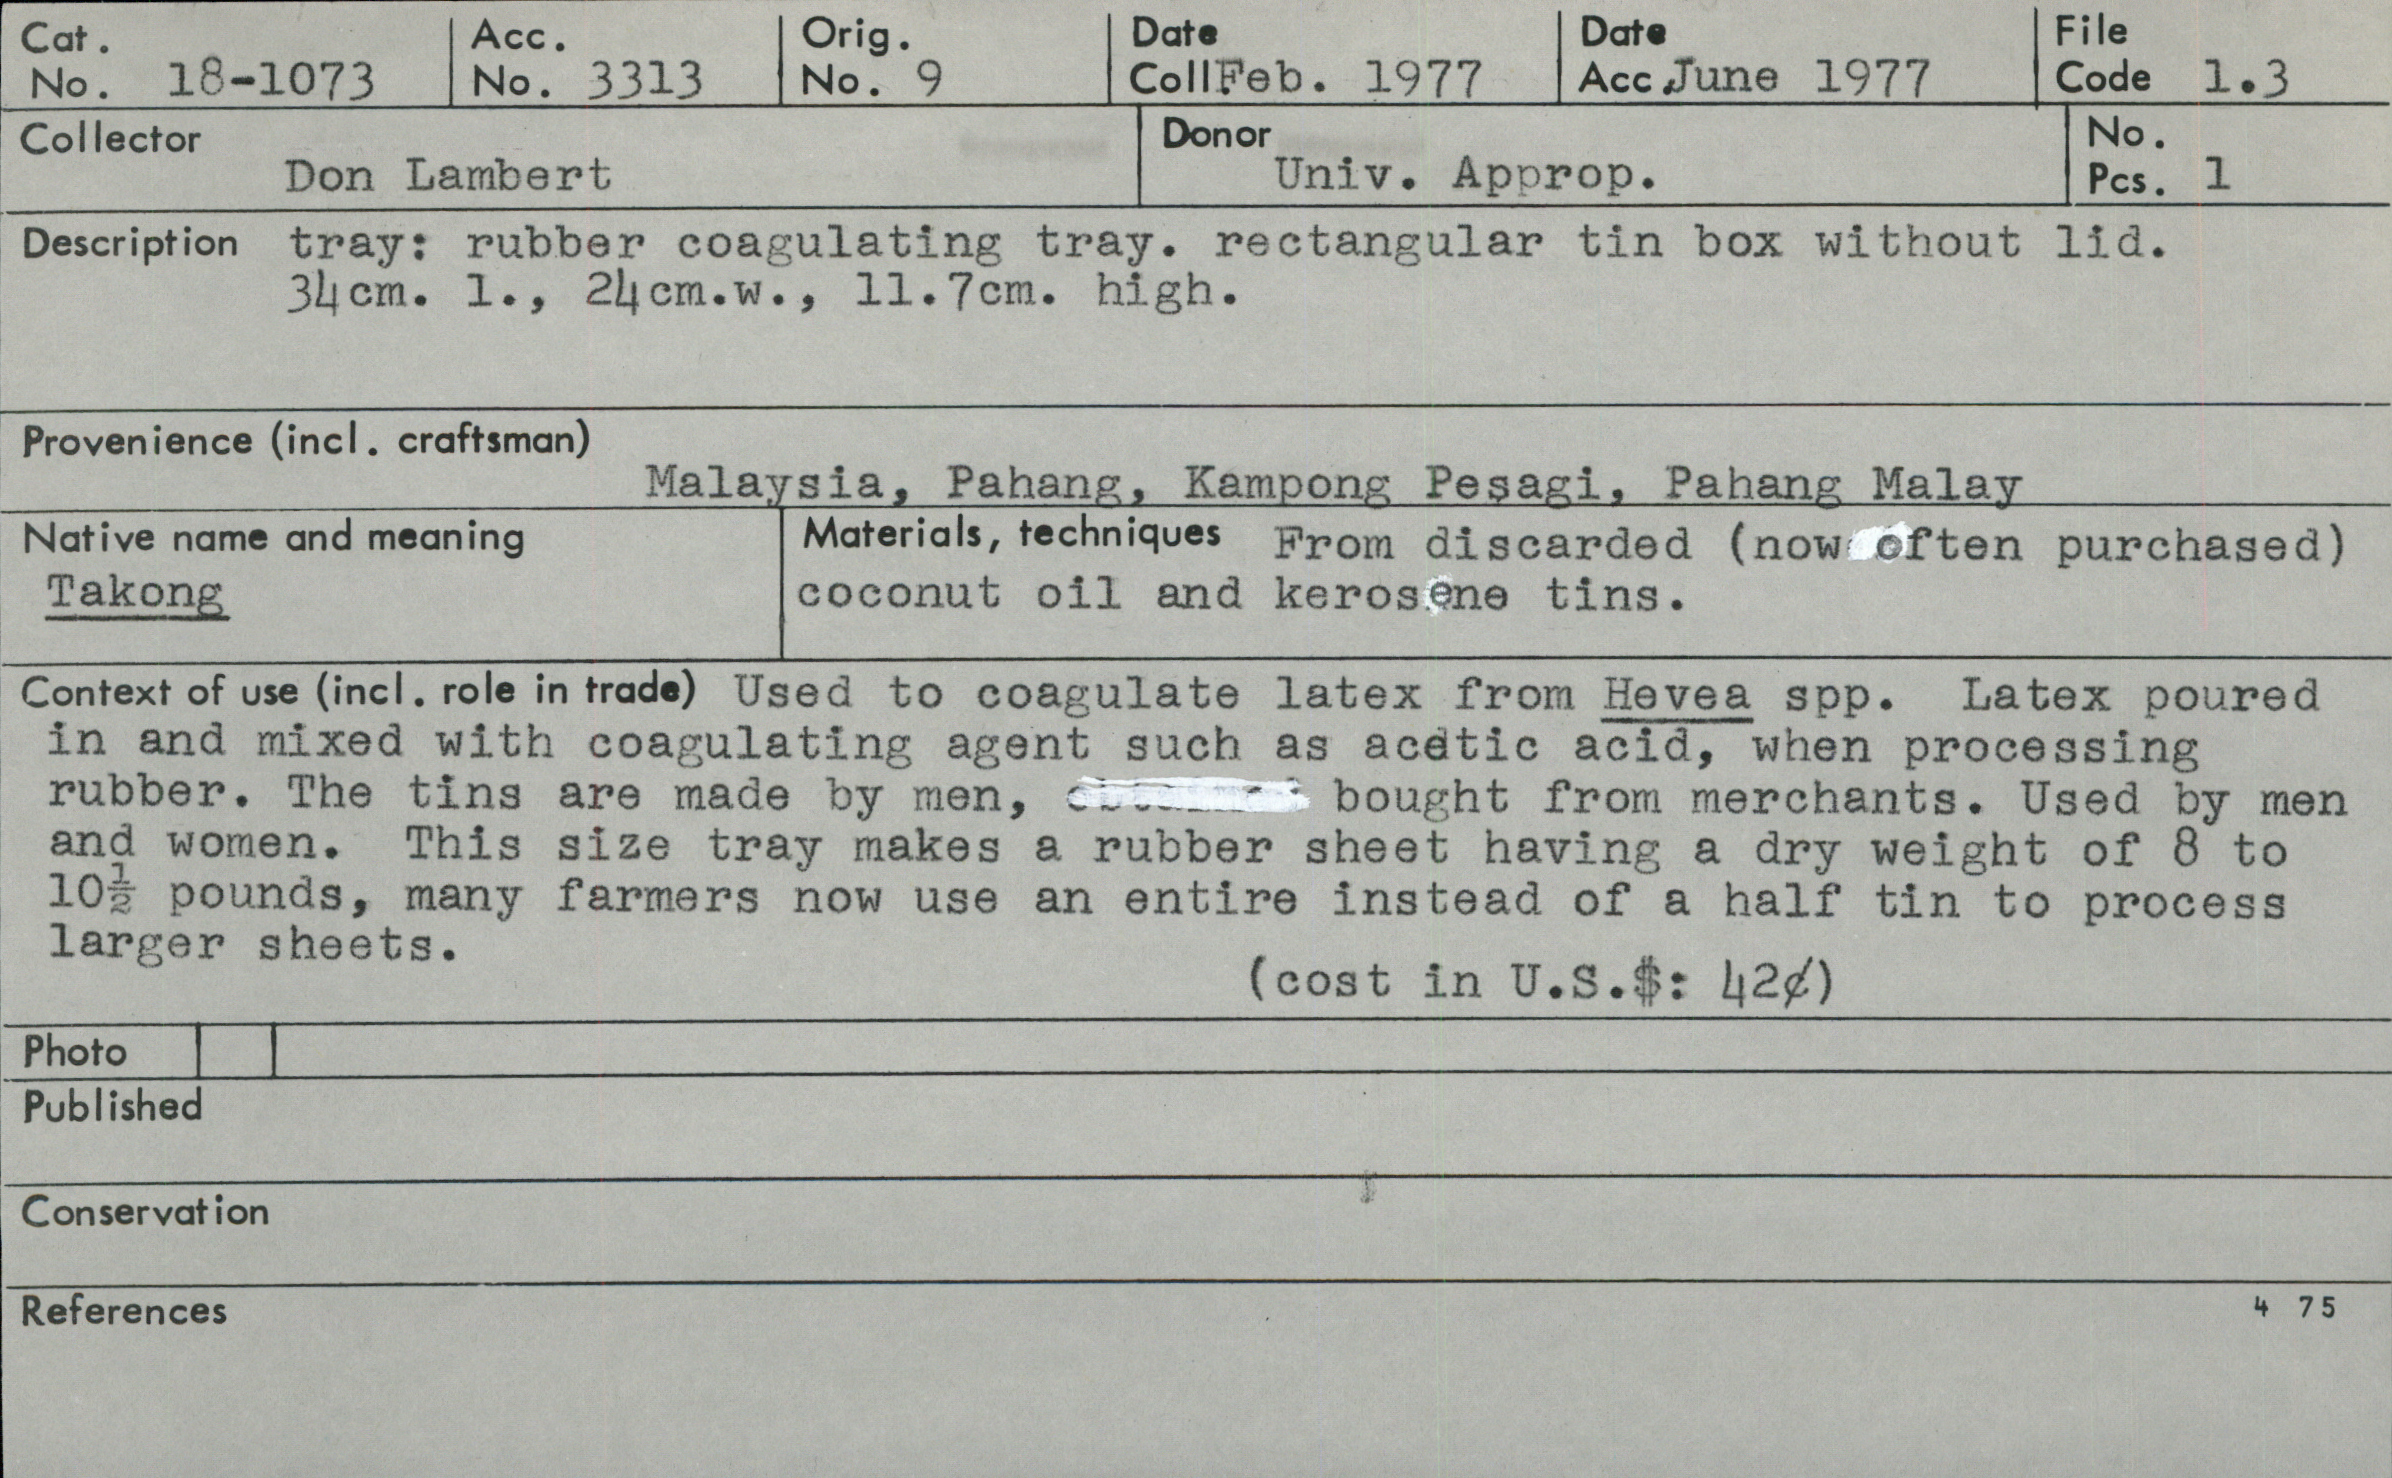 Cat. No. 18-1073 Acc. No. 3313 Orig. No. 9 Date Coll. Feb. 1977 Date Acc. June 1977 File Code 1.3
Collector Don Lambert Donor Univ. Approp. No. Pcs. 1
Description tray: rubber coagulating tray. rectangular tin box without lid.
34cm. l., 24cm.w., 11.7cm. high.
Provenience (incl. craftsman)
Malaysia, Pahang, Kampong Pesagi, Pahang Malay
Native name and meaning
Takong
Materials, techniques From discarded (now often purchased)
coconut oil and kerosene tins.
Context of use (incl. role in trade) Used to coagulate latex from Hevea spp. Latex poured
in and mixed with coagulating agent such as acetic acid, when processing
rubber. The tins are made by men, bought from merchants. Used by men
and women. This size tray makes a rubber sheet having a dry weight of 8 to
10½ pounds, many farmers now use an entire instead of a half tin to process
larger sheets.
(cost in U.S.$: 42¢)
Photo
Published
Conservation
References 4 75